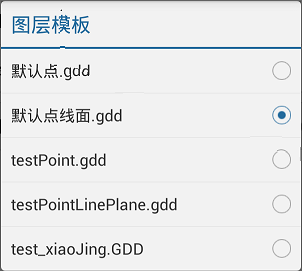 图层模板
默认点.gdd
默认点线面.gdd
testPoint.gdd
testPointLinePlane.gdd
test_xiaoJing.GDD